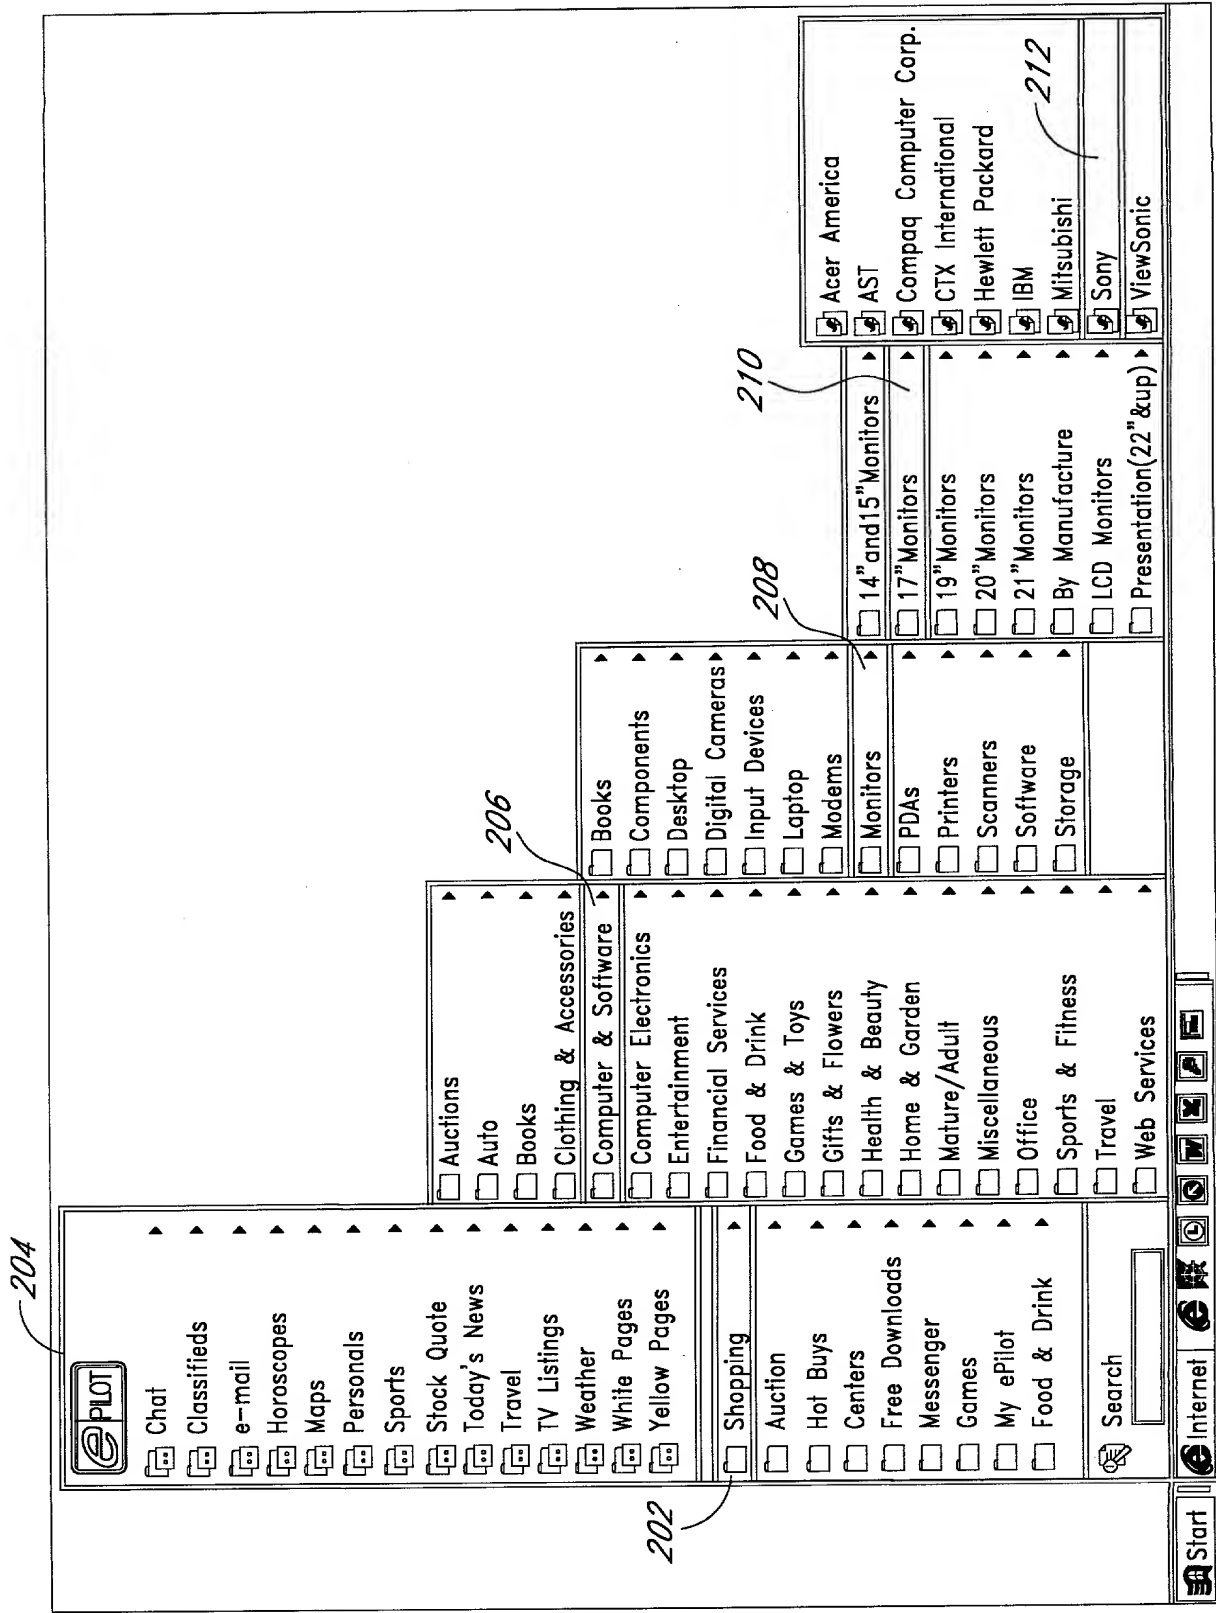 204
e PILOT
Chat
Classifieds
e-mail
Horoscopes
Maps
Personals
Sports
Stock Quote
Today's News
Travel
TV Listings
Weather
White Pages
Yellow Pages
202
Shopping
Auction
Hot Buys
Centers
Free Downloads
Messenger
Games
My ePilot
Food & Drink
Search
Auctions
Auto
Books
Clothing & Accessories
206
Computer & Software
Computer Electronics
Entertainment
Financial Services
Food & Drink
Games & Toys
Gifts & Flowers
Health & Beauty
Home & Garden
Mature/Adult
Miscellaneous
Office
Sports & Fitness
Travel
Web Services
Books
Components
Desktop
Digital Cameras
Input Devices
Laptop
Modems
208
Monitors
PDAs
Printers
Scanners
Software
Storage
14"and15"Monitors
210
17"Monitors
19"Monitors
20"Monitors
21"Monitors
By Manufacture
LCD Monitors
Presentation(22"&up)
Acer America
AST
Compaq Computer Corp.
CTX International
Hewlett Packard
IBM
Mitsubishi
212
Sony
ViewSonic
Start
e Internet